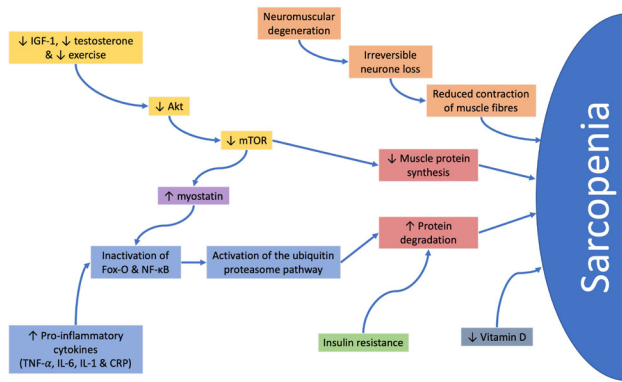 Neuromuscular
degeneration
↓ IGF-1, ↓ testosterone
& ↓ exercise
Irreversible
neurone loss
Reduced contraction
of muscle fibres
↓ Akt
↓ mTOR
↓ Muscle protein
synthesis
↑ myostatin
↑ Protein
degradation
Inactivation of
Fox-O & NF-κB
Activation of the ubiquitin
proteasome pathway
Sarcopenia
↑ Pro-inflammatory
cytokines
(TNF-α, IL-6, IL-1 & CRP)
Insulin resistance
↓ Vitamin D